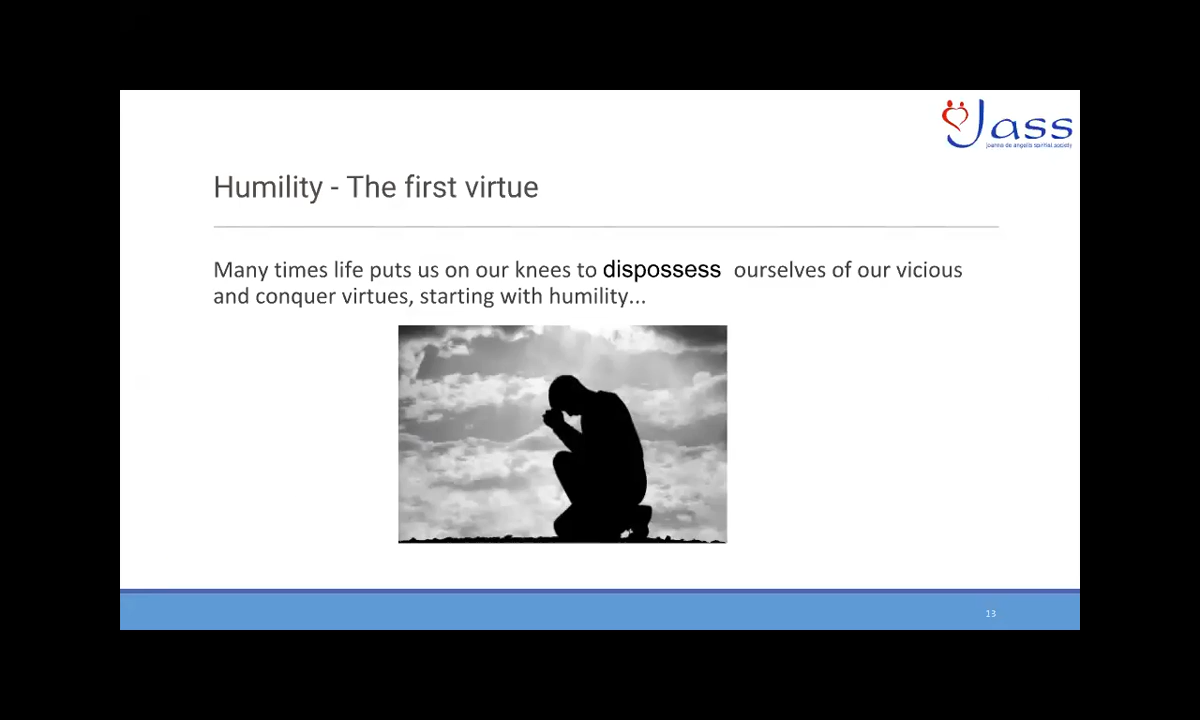 Jass
joanna de angelis spiritist society
Humility - The first virtue
Many times life puts us on our knees to dispossess ourselves of our vicious
and conquer virtues, starting with humility...
13